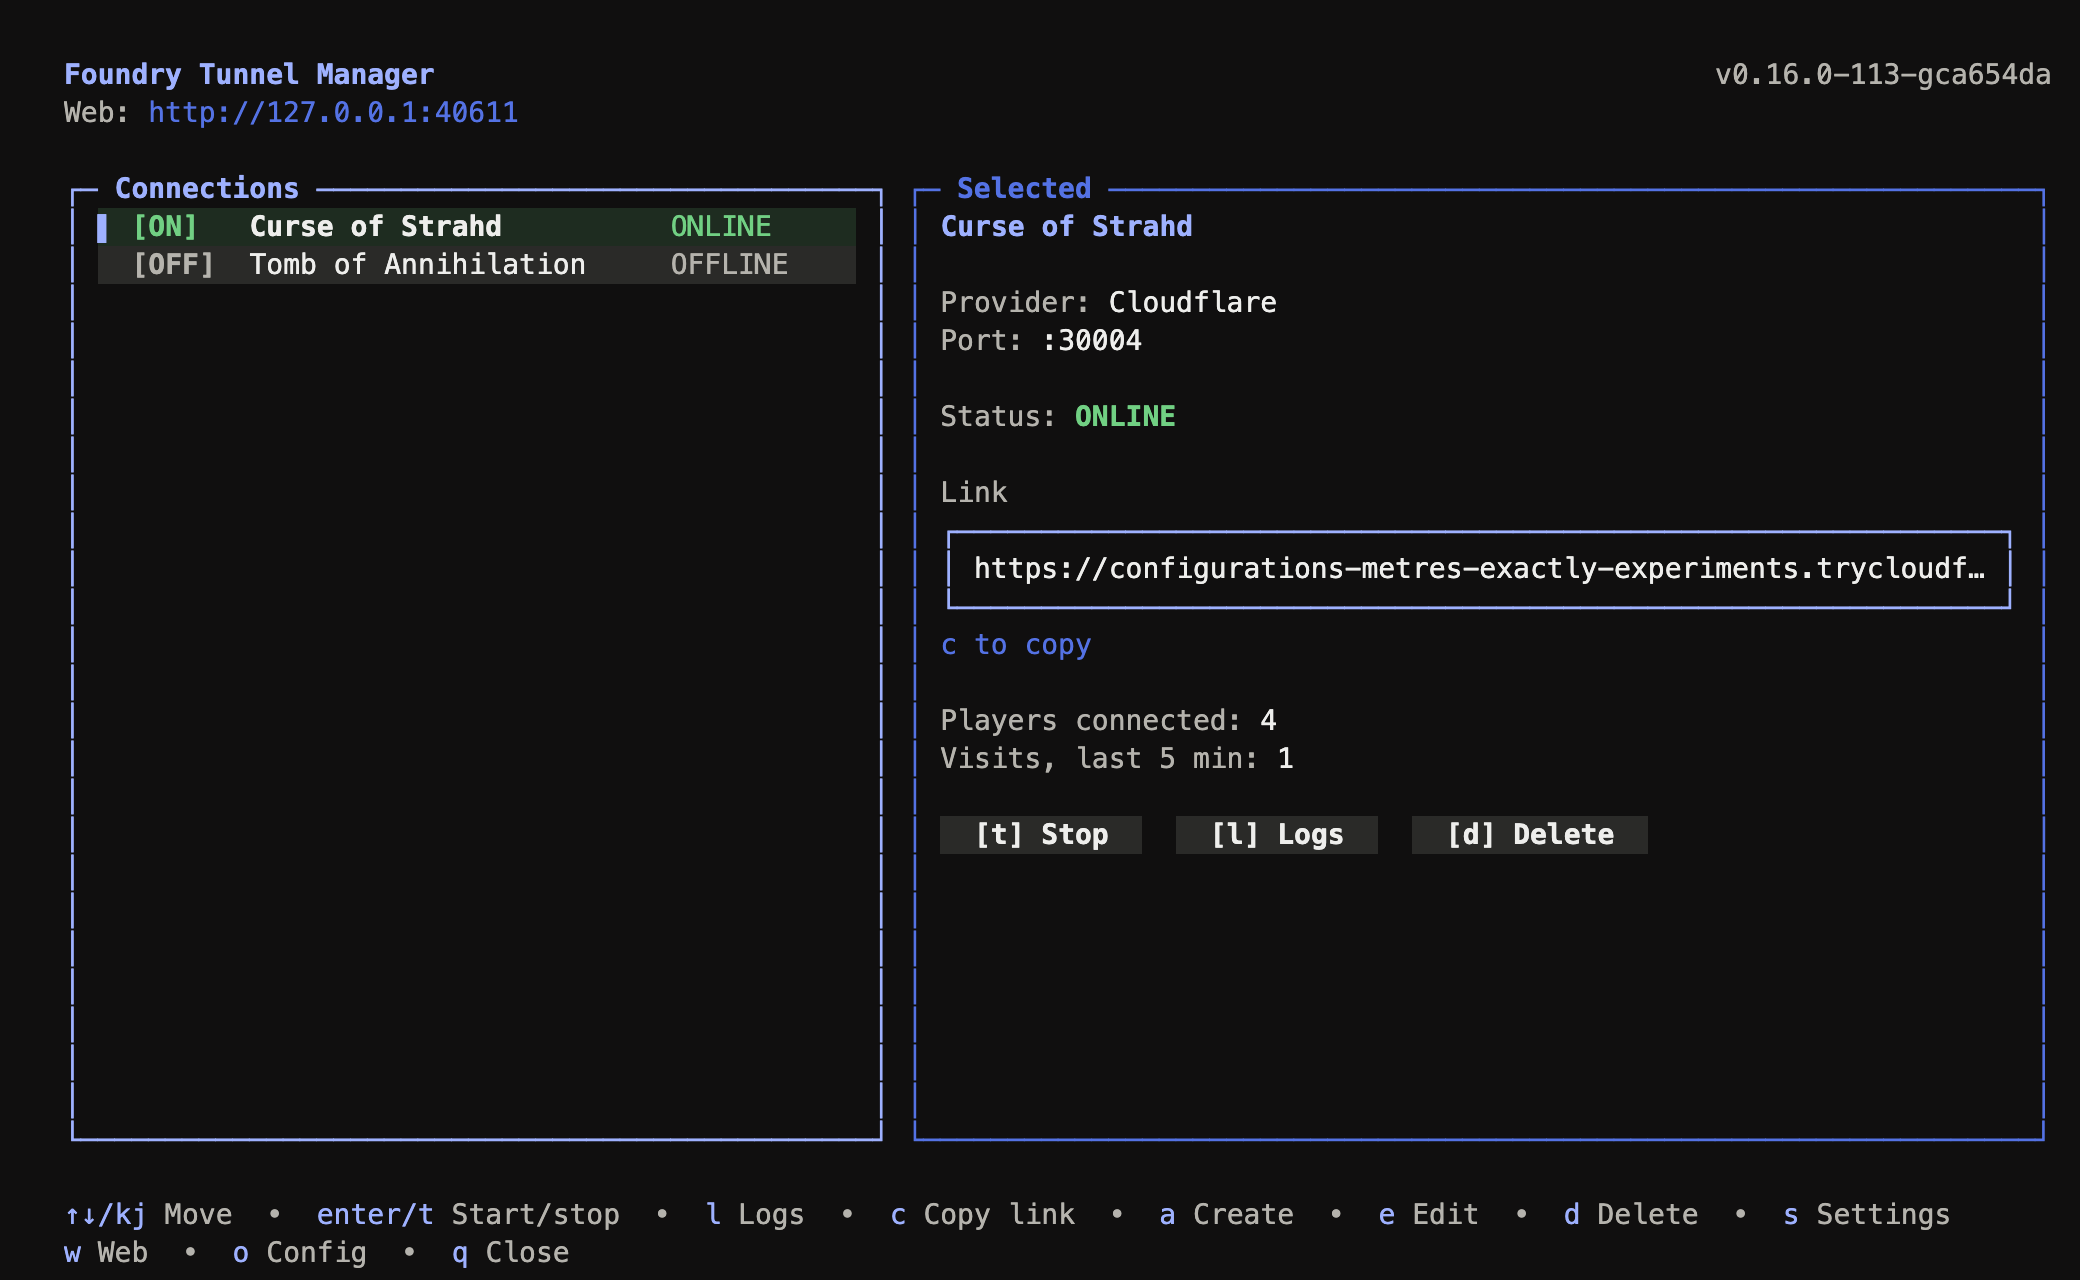 Foundry Tunnel Manager
v0.16.0-113-gca654da
Web: http://127.0.0.1:40611
Connections
[ON] Curse of Strahd ONLINE
[OFF] Tomb of Annihilation OFFLINE
Selected
Curse of Strahd
Provider: Cloudflare
Port: :30004
Status: ONLINE
Link
https://configurations-metres-exactly-experiments.trycloudf…
c to copy
Players connected: 4
Visits, last 5 min: 1
[t] Stop [l] Logs [d] Delete
↑↓/kj Move • enter/t Start/stop • l Logs • c Copy link • a Create • e Edit • d Delete • s Settings
w Web • o Config • q Close